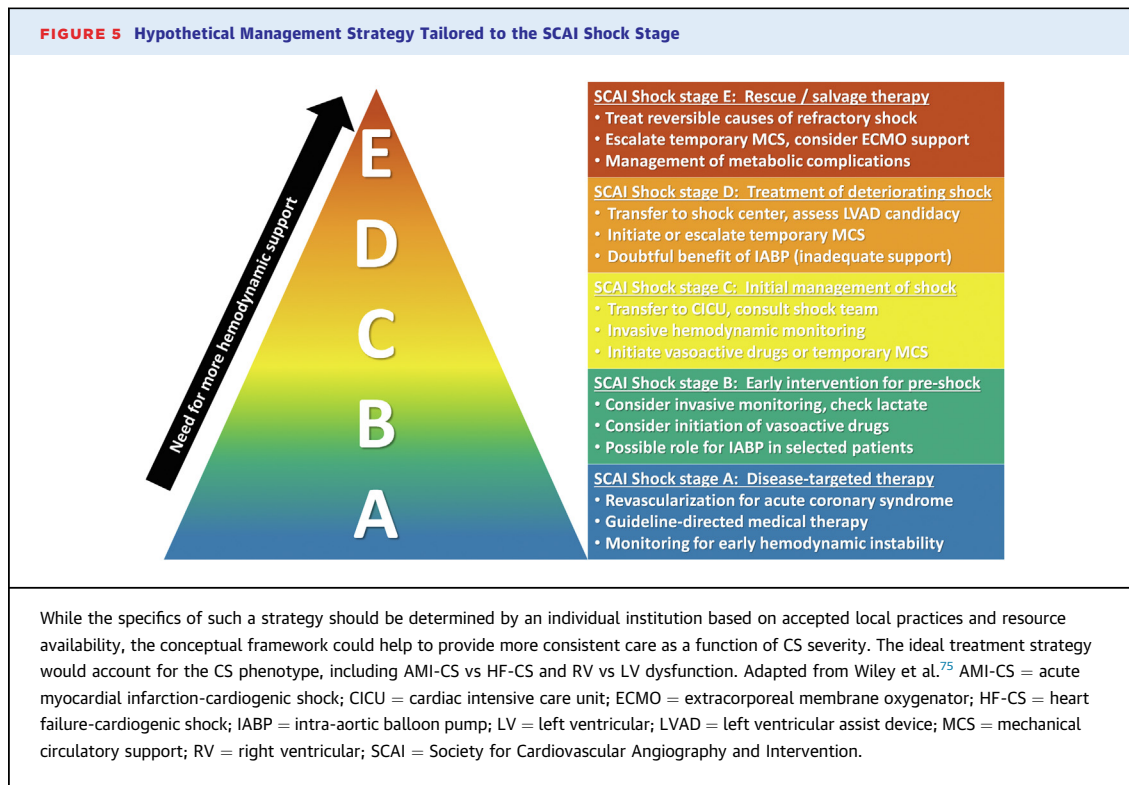 FIGURE 5 Hypothetical Management Strategy Tailored to the SCAI Shock Stage
Need for more hemodynamic support
E
D
C
B
A
SCAI Shock stage E: Rescue / salvage therapy
• Treat reversible causes of refractory shock
• Escalate temporary MCS, consider ECMO support
• Management of metabolic complications
SCAI Shock stage D: Treatment of deteriorating shock
• Transfer to shock center, assess LVAD candidacy
• Initiate or escalate temporary MCS
• Doubtful benefit of IABP (inadequate support)
SCAI Shock stage C: Initial management of shock
• Transfer to CICU, consult shock team
• Invasive hemodynamic monitoring
• Initiate vasoactive drugs or temporary MCS
SCAI Shock stage B: Early intervention for pre-shock
• Consider invasive monitoring, check lactate
• Consider initiation of vasoactive drugs
• Possible role for IABP in selected patients
SCAI Shock stage A: Disease-targeted therapy
• Revascularization for acute coronary syndrome
• Guideline-directed medical therapy
• Monitoring for early hemodynamic instability
While the specifics of such a strategy should be determined by an individual institution based on accepted local practices and resource
availability, the conceptual framework could help to provide more consistent care as a function of CS severity. The ideal treatment strategy
would account for the CS phenotype, including AMI-CS vs HF-CS and RV vs LV dysfunction. Adapted from Wiley et al.75 AMI-CS = acute
myocardial infarction-cardiogenic shock; CICU = cardiac intensive care unit; ECMO = extracorporeal membrane oxygenator; HF-CS = heart
failure-cardiogenic shock; IABP = intra-aortic balloon pump; LV = left ventricular; LVAD = left ventricular assist device; MCS = mechanical
circulatory support; RV = right ventricular; SCAI = Society for Cardiovascular Angiography and Intervention.